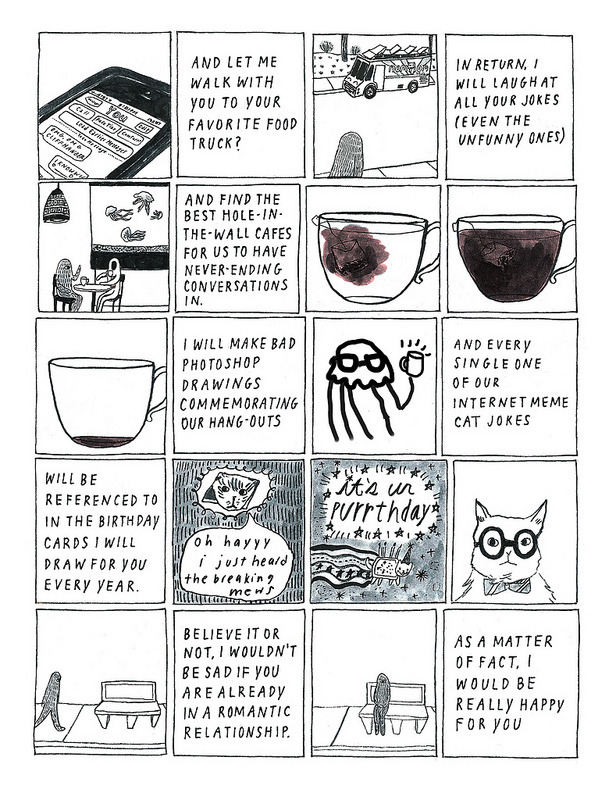 AND LET ME
WALK WITH
YOU TO YOUR
FAVORITE FOOD
TRUCK?
IN RETURN, I
WILL LAUGH AT
ALL YOUR JOKES
(EVEN THE
UNFUNNY ONES)
AND FIND THE
BEST HOLE-IN-
THE-WALL CAFES
FOR US TO HAVE
NEVER-ENDING
CONVERSATIONS
IN.
I WILL MAKE BAD
PHOTOSHOP
DRAWINGS
COMMEMORATING
OUR HANG-OUTS
AND EVERY
SINGLE ONE
OF OUR
INTERNET MEME
CAT JOKES
WILL BE
REFERENCED TO
IN THE BIRTHDAY
CARDS I WILL
DRAW FOR YOU
EVERY YEAR.
oh hayyy
i just heard
the breaking
mews
it's ur
purrthday
BELIEVE IT OR
NOT, I WOULDN'T
BE SAD IF YOU
ARE ALREADY
IN A ROMANTIC
RELATIONSHIP.
AS A MATTER
OF FACT, I
WOULD BE
REALLY HAPPY
FOR YOU